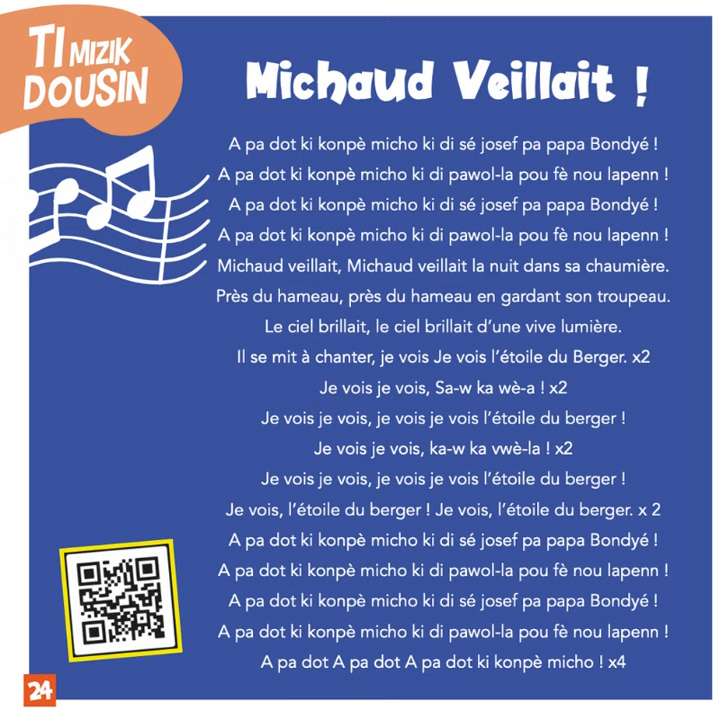 TI MIZIK
DOUSIN
Michaud Veillait !
A pa dot ki konpè micho ki di sé josef pa papa Bondyé !
A pa dot ki konpè micho ki di pawol-la pou fè nou lapenn !
A pa dot ki konpè micho ki di sé josef pa papa Bondyé !
A pa dot ki konpè micho ki di pawol-la pou fè nou lapenn !
Michaud veillait, Michaud veillait la nuit dans sa chaumière.
Près du hameau, près du hameau en gardant son troupeau.
Le ciel brillait, le ciel brillait d’une vive lumière.
Il se mit à chanter, je vois Je vois l’étoile du Berger. x2
Je vois je vois, Sa-w ka wè-a ! x2
Je vois je vois, je vois je vois l’étoile du berger !
Je vois je vois, ka-w ka vwè-la ! x2
Je vois je vois, je vois je vois l’étoile du berger !
Je vois, l’étoile du berger ! Je vois, l’étoile du berger. x 2
A pa dot ki konpè micho ki di sé josef pa papa Bondyé !
A pa dot ki konpè micho ki di pawol-la pou fè nou lapenn !
A pa dot ki konpè micho ki di sé josef pa papa Bondyé !
A pa dot ki konpè micho ki di pawol-la pou fè nou lapenn !
A pa dot A pa dot A pa dot ki konpè micho ! x4
24